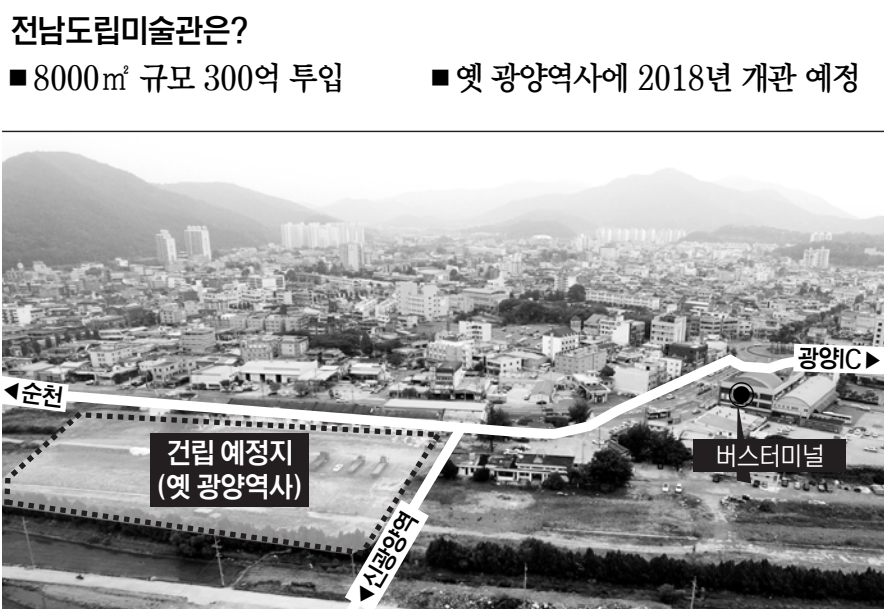 전남도립미술관은?
■ 8000㎡ 규모 300억 투입
■ 옛 광양역사에 2018년 개관 예정
광양IC▶
◀순천
건립 예정지
(옛 광양역사)
버스터미널
◀신광양역